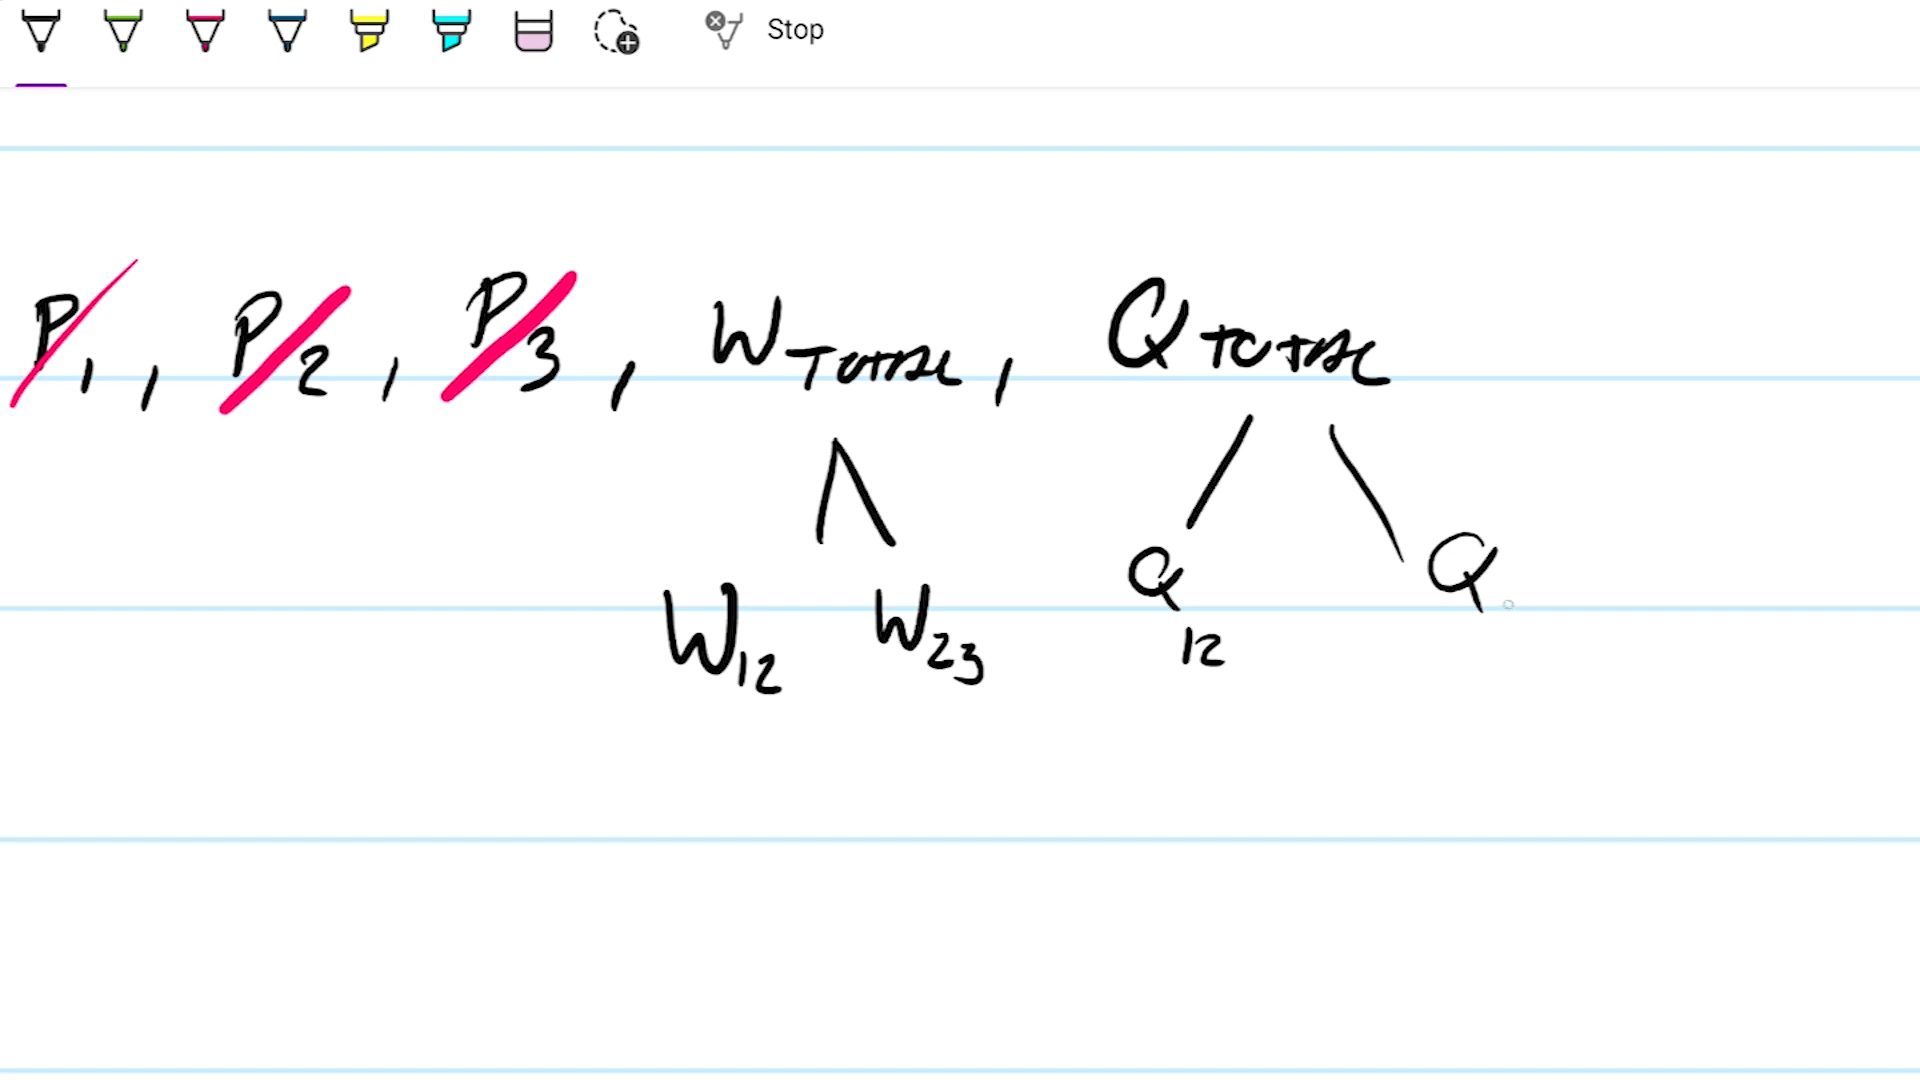 Stop
P1, P2, P3, WTotal, QTotal
W12 W23 Q12 Q